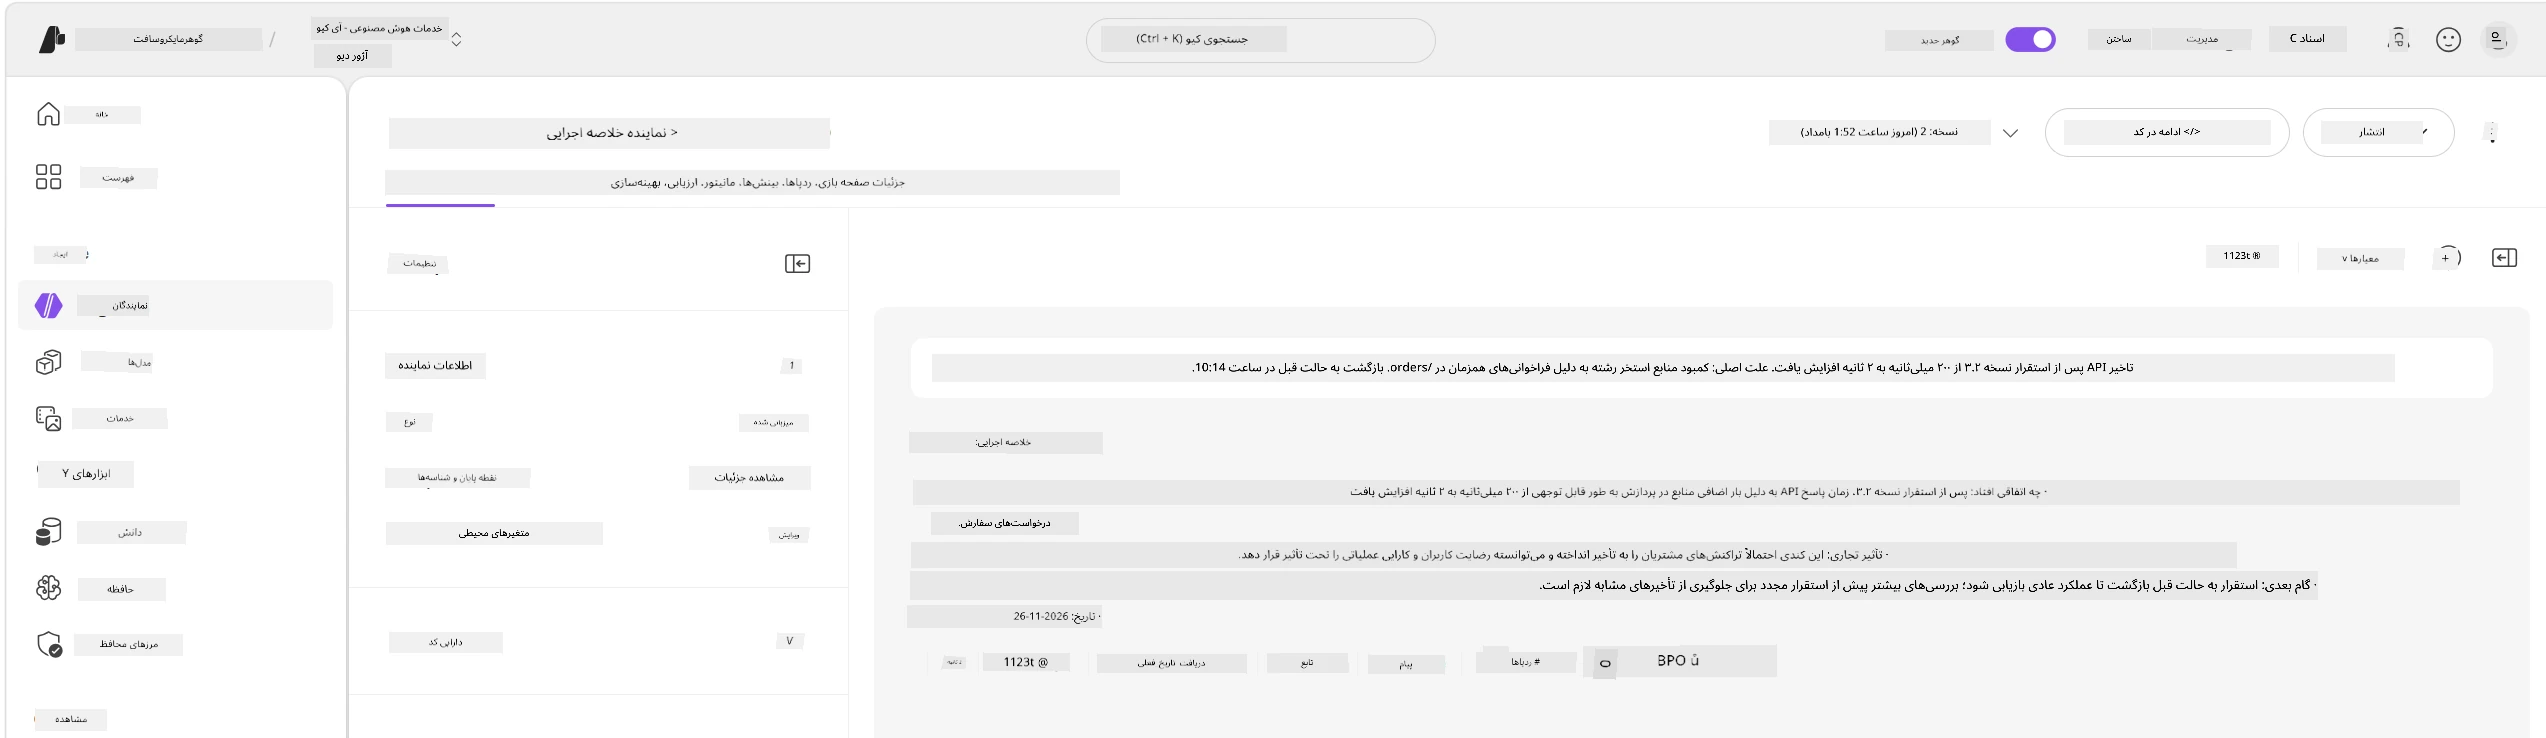 گوهرمایکروسافت
/
خدمات هوش مصنوعی - آی کیو
آژور دیو
جستجوی کیو (Ctrl + K)
گوهر جدید
ساختن
مدیریت
اسناد C
خانه
فهرست
ایجاد
نمایندگان
مدل‌ها
خدمات
ابزارهای Y
دانش
حافظه
مرزهای محافظ
مشاهده
< نماینده خلاصه اجرایی
نسخه: 2 (امروز ساعت 1:52 بامداد)
</> ادامه در کد
انتشار
جزئیات صفحه بازی، ردپاها، بینش‌ها، مانیتور، ارزیابی، بهینه‌سازی
تنظیمات
اطلاعات نماینده
1
نوع
میزبانی شده
نقطه پایان و شناسه‌ها
مشاهده جزئیات
متغیرهای محیطی
ویرایش
دارایی کد
V
1123t ®
معیارها v
+
تاخیر API پس از استقرار نسخه ۳.۲ از ۲۰۰ میلی‌ثانیه به ۲ ثانیه افزایش یافت. علت اصلی: کمبود منابع استخر رشته به دلیل فراخوانی‌های همزمان در /orders. بازگشت به حالت قبل در ساعت 10:14.
خلاصه اجرایی:
· چه اتفاقی افتاد: پس از استقرار نسخه ۳.۲، زمان پاسخ API به دلیل بار اضافی منابع در پردازش به طور قابل توجهی از ۲۰۰ میلی‌ثانیه به ۲ ثانیه افزایش یافت
درخواست‌های سفارش.
· تأثیر تجاری: این کندی احتمالاً تراکنش‌های مشتریان را به تأخیر انداخته و می‌توانسته رضایت کاربران و کارایی عملیاتی را تحت تأثیر قرار دهد.
· گام بعدی: استقرار به حالت قبل بازگشت تا عملکرد عادی بازیابی شود؛ بررسی‌های بیشتر پیش از استقرار مجدد برای جلوگیری از تأخیرهای مشابه لازم است.
· تاریخ: 2026-11-26
ثانیه
1123t @
دریافت تاریخ فعلی
تابع
پیام
# ردپاها
BPO